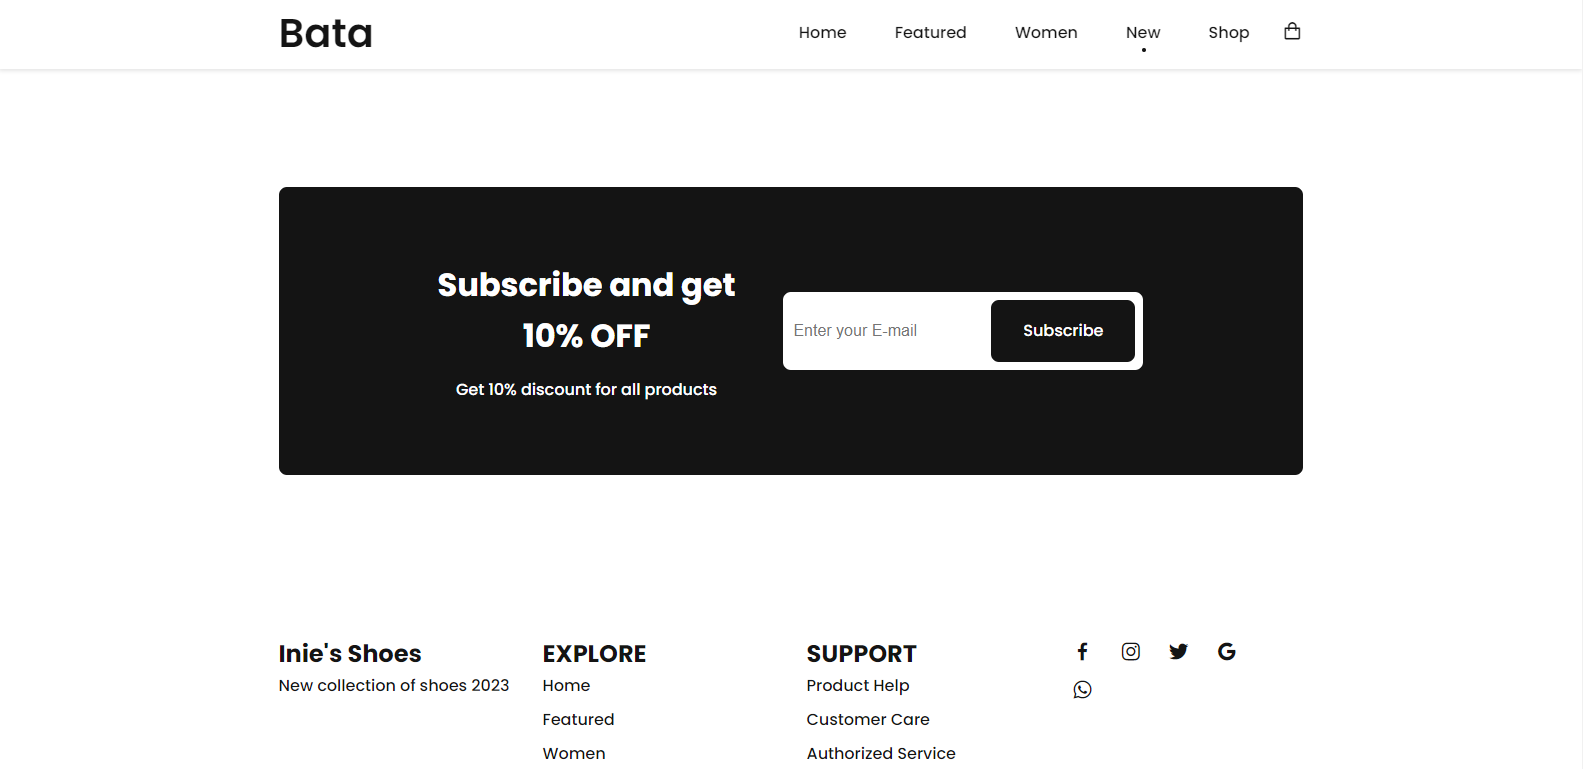 Bata
Home Featured Women New Shop
Subscribe and get
10% OFF
Get 10% discount for all products
Enter your E-mail
Subscribe
Inie's Shoes
New collection of shoes 2023
EXPLORE
Home
Featured
Women
SUPPORT
Product Help
Customer Care
Authorized Service